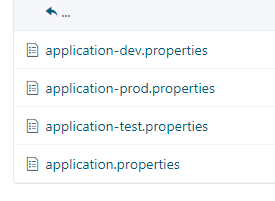 ...
application-dev.properties
application-prod.properties
application-test.properties
application.properties